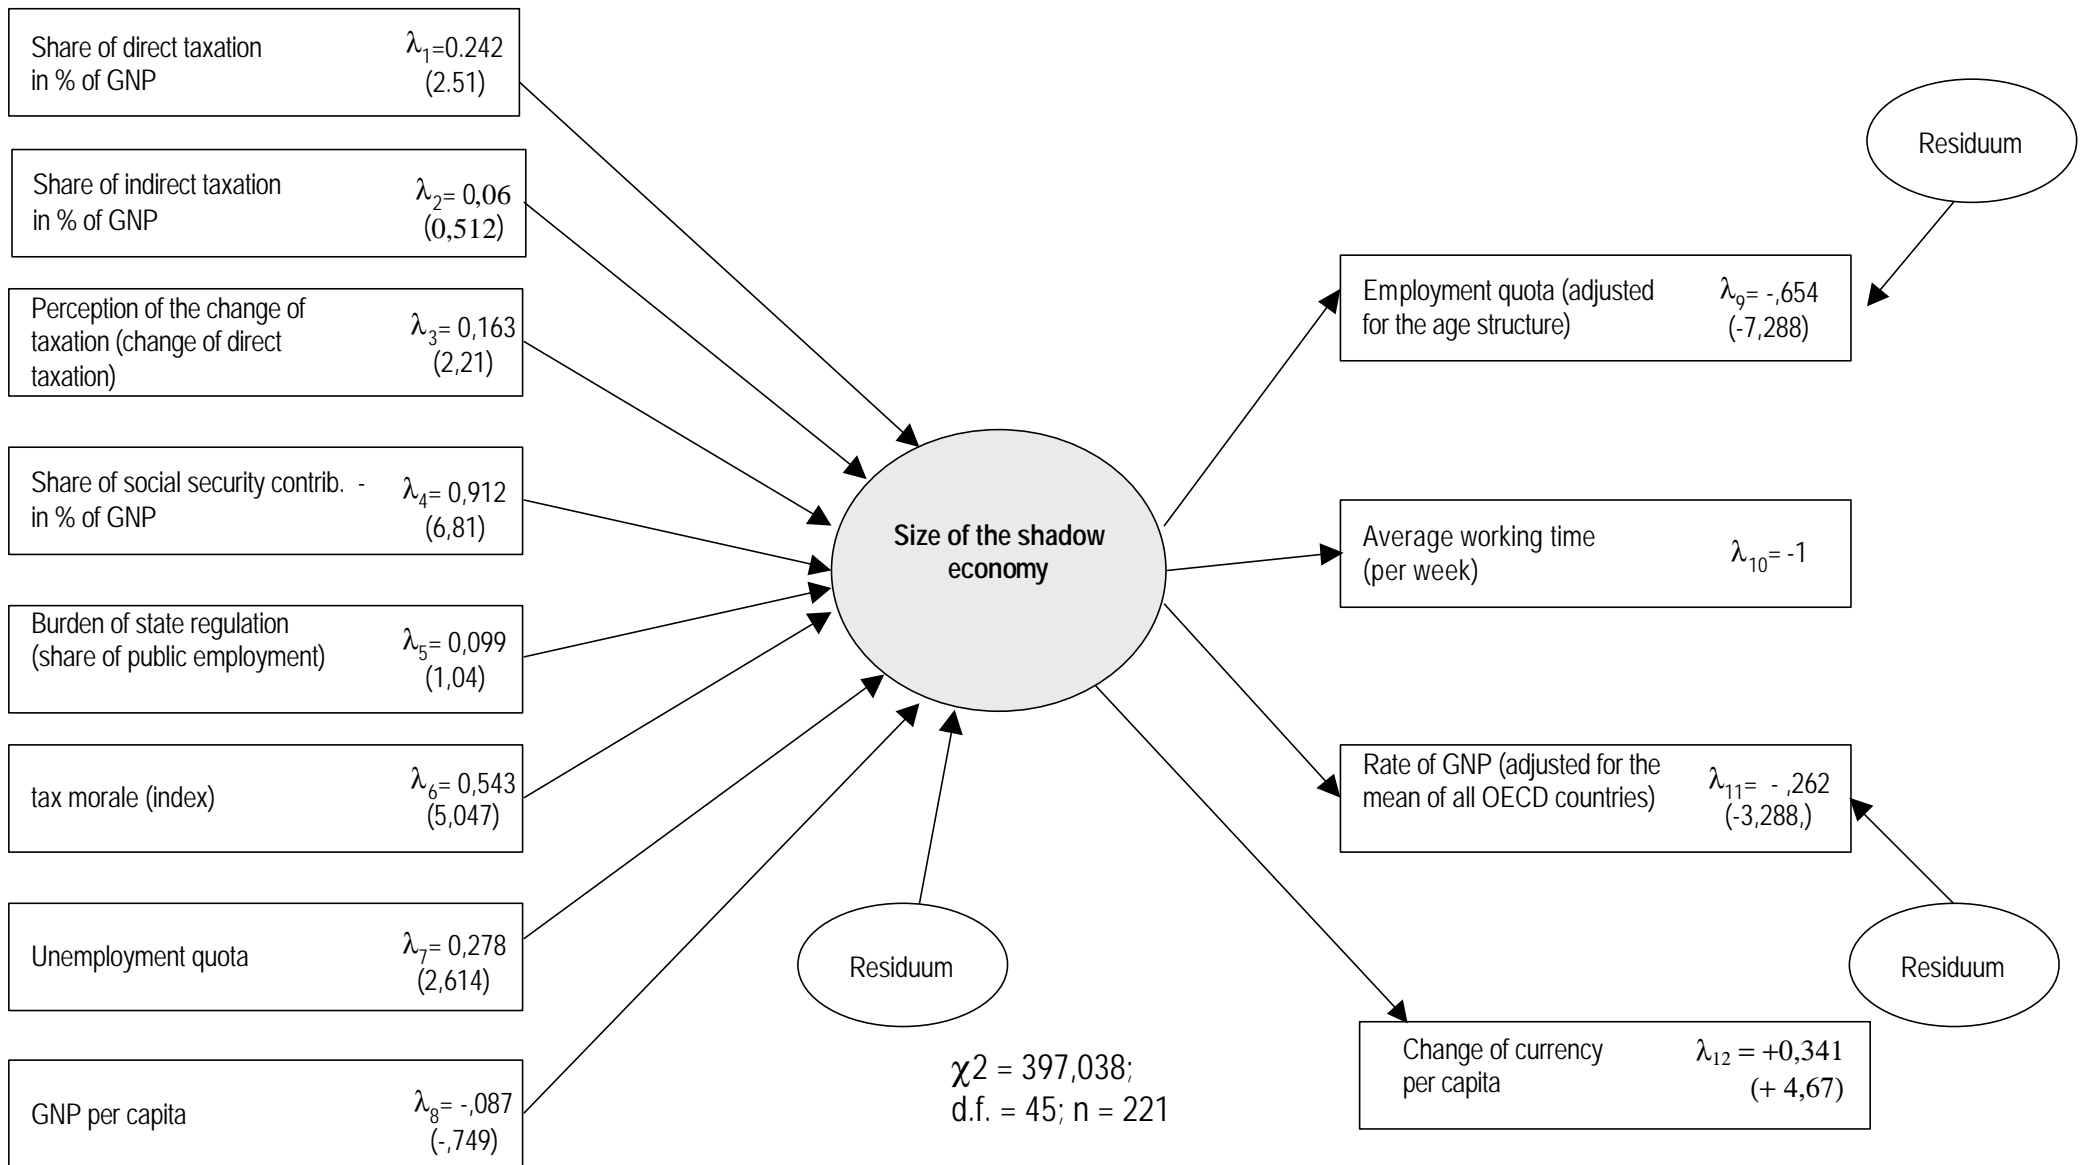 Share of direct taxation
in % of GNP
λ1=0.242
(2.51)
Share of indirect taxation
in % of GNP
λ2= 0,06
(0,512)
Perception of the change of
taxation (change of direct
taxation)
λ3= 0,163
(2,21)
Share of social security contrib. -
in % of GNP
λ4= 0,912
(6,81)
Burden of state regulation
(share of public employment)
λ5= 0,099
(1,04)
tax morale (index)
λ6= 0,543
(5,047)
Unemployment quota
λ7= 0,278
(2,614)
GNP per capita
λ8= -,087
(-,749)
Size of the shadow
economy
Residuum
χ2 = 397,038;
d.f. = 45; n = 221
Residuum
Employment quota (adjusted
for the age structure)
λ9= -,654
(-7,288)
Average working time
(per week)
λ10= -1
Rate of GNP (adjusted for the
mean of all OECD countries)
λ11= - ,262
(-3,288,)
Residuum
Change of currency
per capita
λ12 = +0,341
(+ 4,67)